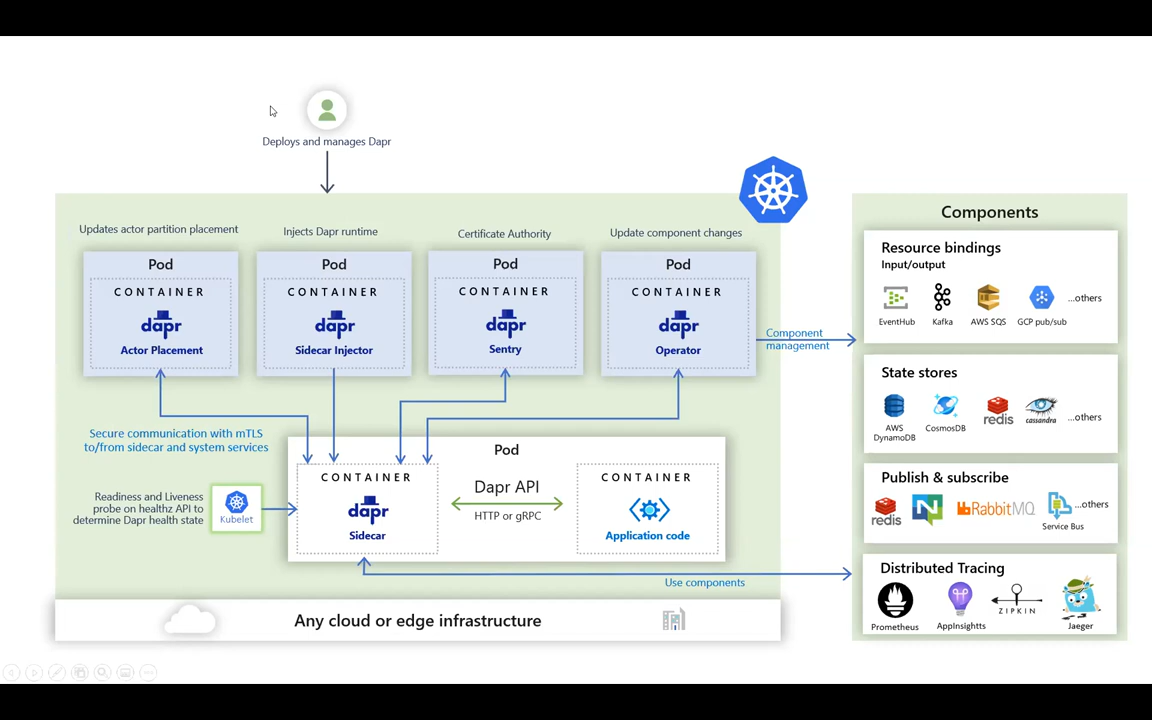 Deploys and manages Dapr
Updates actor partition placement
Injects Dapr runtime
Certificate Authority
Update component changes
Pod
CONTAINER
dapr
Actor Placement
Pod
CONTAINER
dapr
Sidecar Injector
Pod
CONTAINER
dapr
Sentry
Pod
CONTAINER
dapr
Operator
Component
management
Secure communication with mTLS
to/from sidecar and system services
Readiness and Liveness
probe on healthz API to
determine Dapr health state
Kubelet
Pod
CONTAINER
dapr
Sidecar
Dapr API
HTTP or gRPC
CONTAINER
Application code
Use components
Any cloud or edge infrastructure
Components
Resource bindings
Input/output
EventHub
Kafka
AWS SQS
GCP pub/sub
...others
State stores
AWS
DynamoDB
CosmosDB
redis
cassandra
...others
Publish & subscribe
redis
N
RabbitMQ
Service Bus
...others
Distributed Tracing
Prometheus
AppInsightts
ZIPKIN
Jaeger